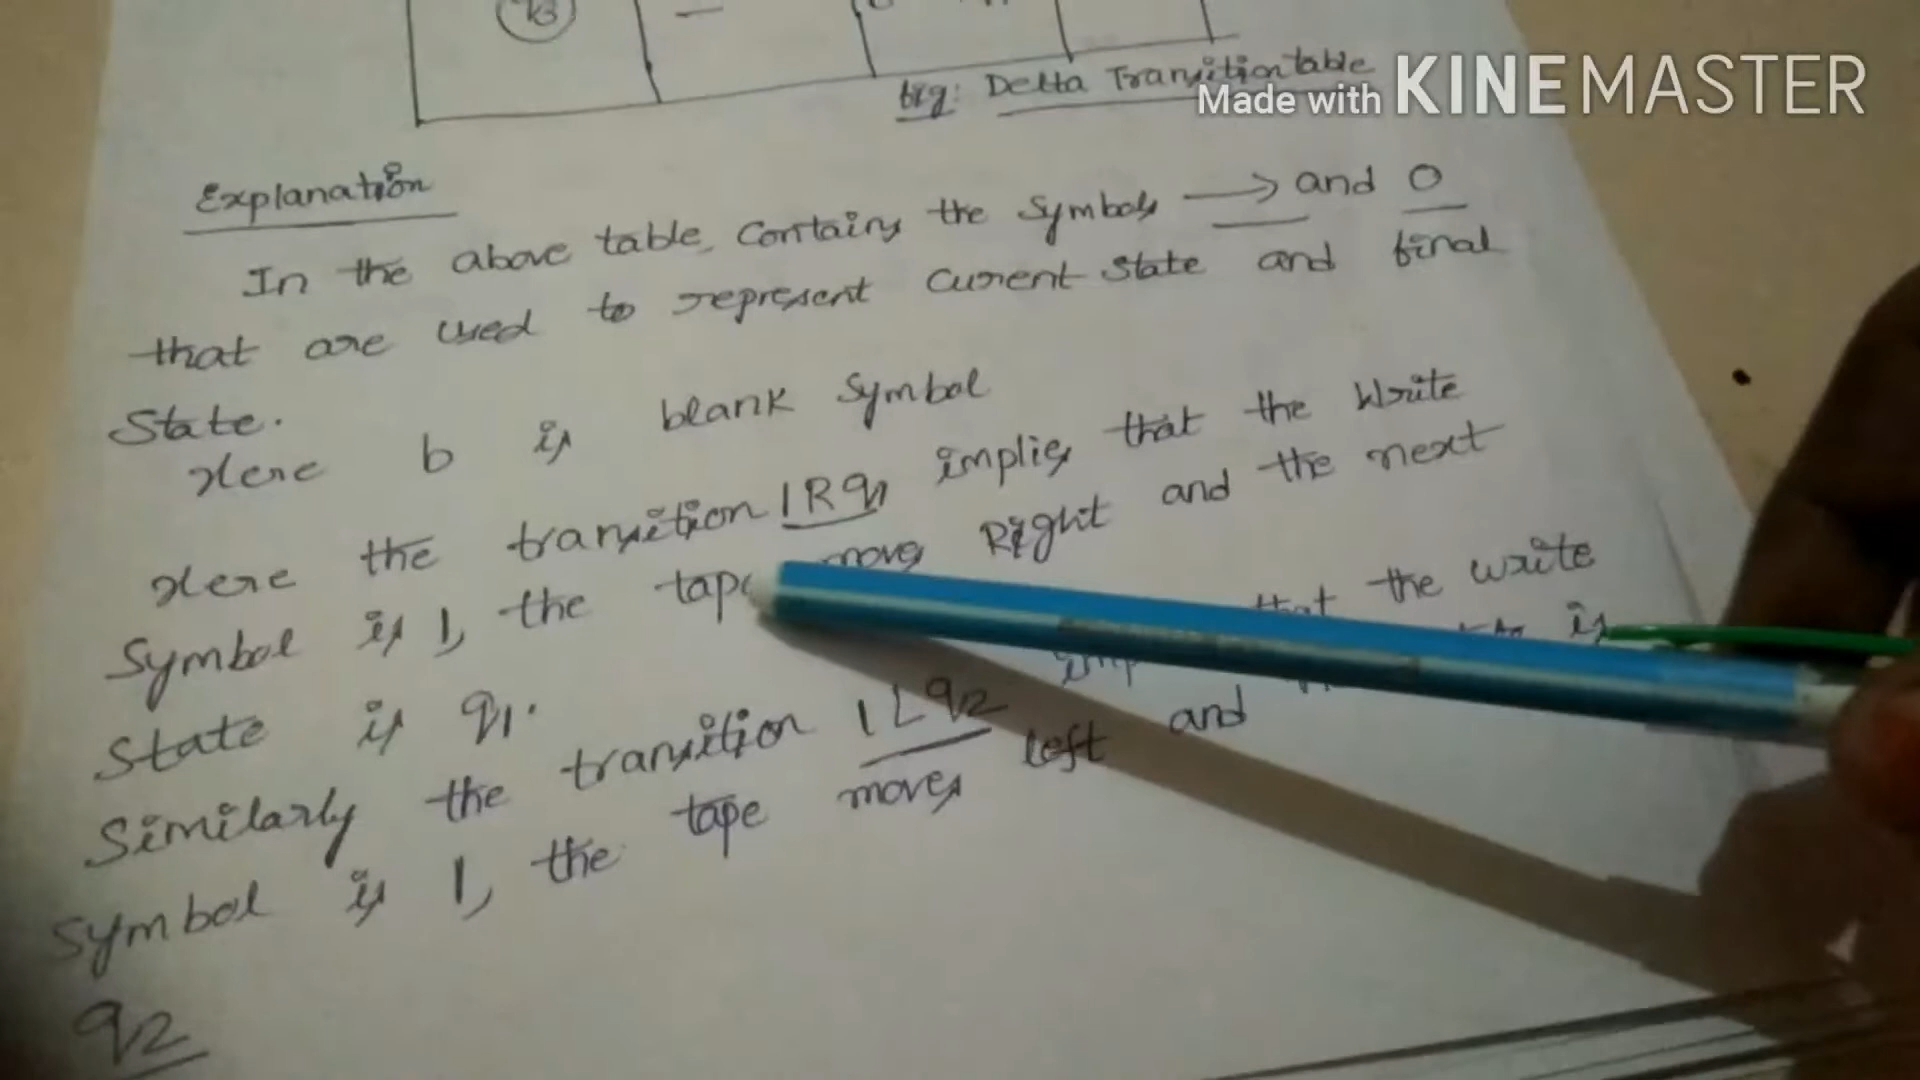 q3
fig: Delta Transition table
Made with KINEMASTER
Explanation
In the above table, Contains the symbols → and O
that are used to represent Current state and final
State.
Here b is blank symbol
Here the transition 1Rq1 implies that the write
Symbol is 1, the tape moves Right and the next
State is q1.
Similarly the transition 1Lq2 that the write
Symbol is 1, the tape moves left and is
q2